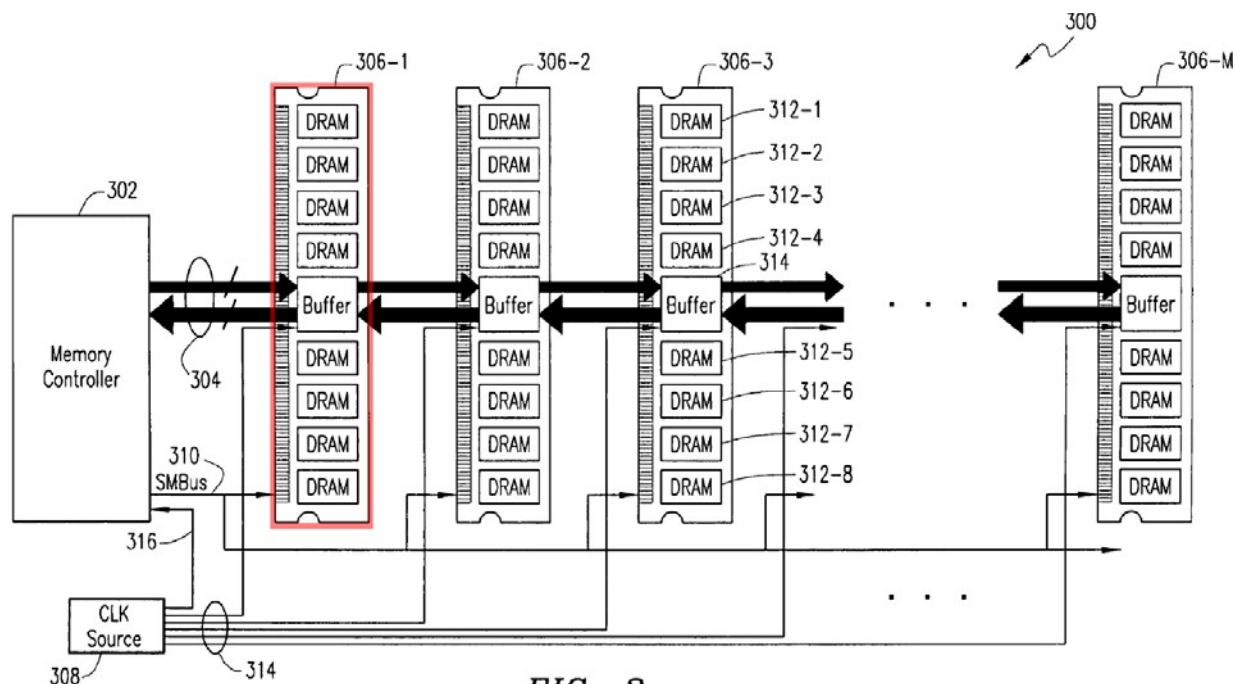 300
306-1
306-2
306-3
306-M
DRAM DRAM DRAM 312-1 DRAM
DRAM DRAM DRAM 312-2 DRAM
302
DRAM DRAM DRAM 312-3 DRAM
DRAM DRAM DRAM 312-4 DRAM
314
Buffer Buffer Buffer . . . Buffer
Memory
Controller
304
DRAM DRAM DRAM 312-5 DRAM
DRAM DRAM DRAM 312-6 DRAM
DRAM DRAM DRAM 312-7 DRAM
310
SMBus
DRAM DRAM DRAM 312-8 DRAM
316
CLK
Source
. . .
308
314
FIG.